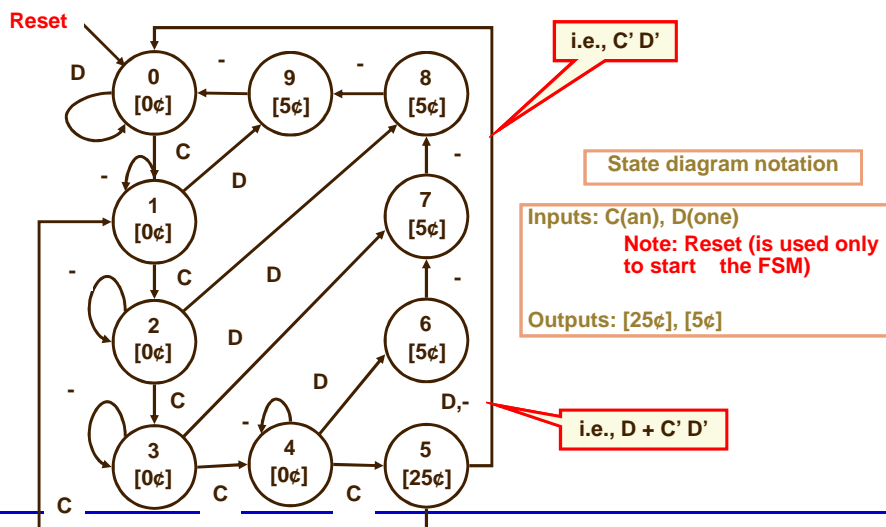 Reset
i.e., C’ D’
D
0
[0¢]
-
9
[5¢]
-
8
[5¢]
C
-
D
-
State diagram notation
1
[0¢]
7
[5¢]
Inputs: C(an), D(one)
Note: Reset (is used only
to start the FSM)
-
C
D
-
2
[0¢]
D
6
[5¢]
Outputs: [25¢], [5¢]
-
C
D
D,-
i.e., D + C’ D’
-
3
[0¢]
4
[0¢]
5
[25¢]
C
C
C